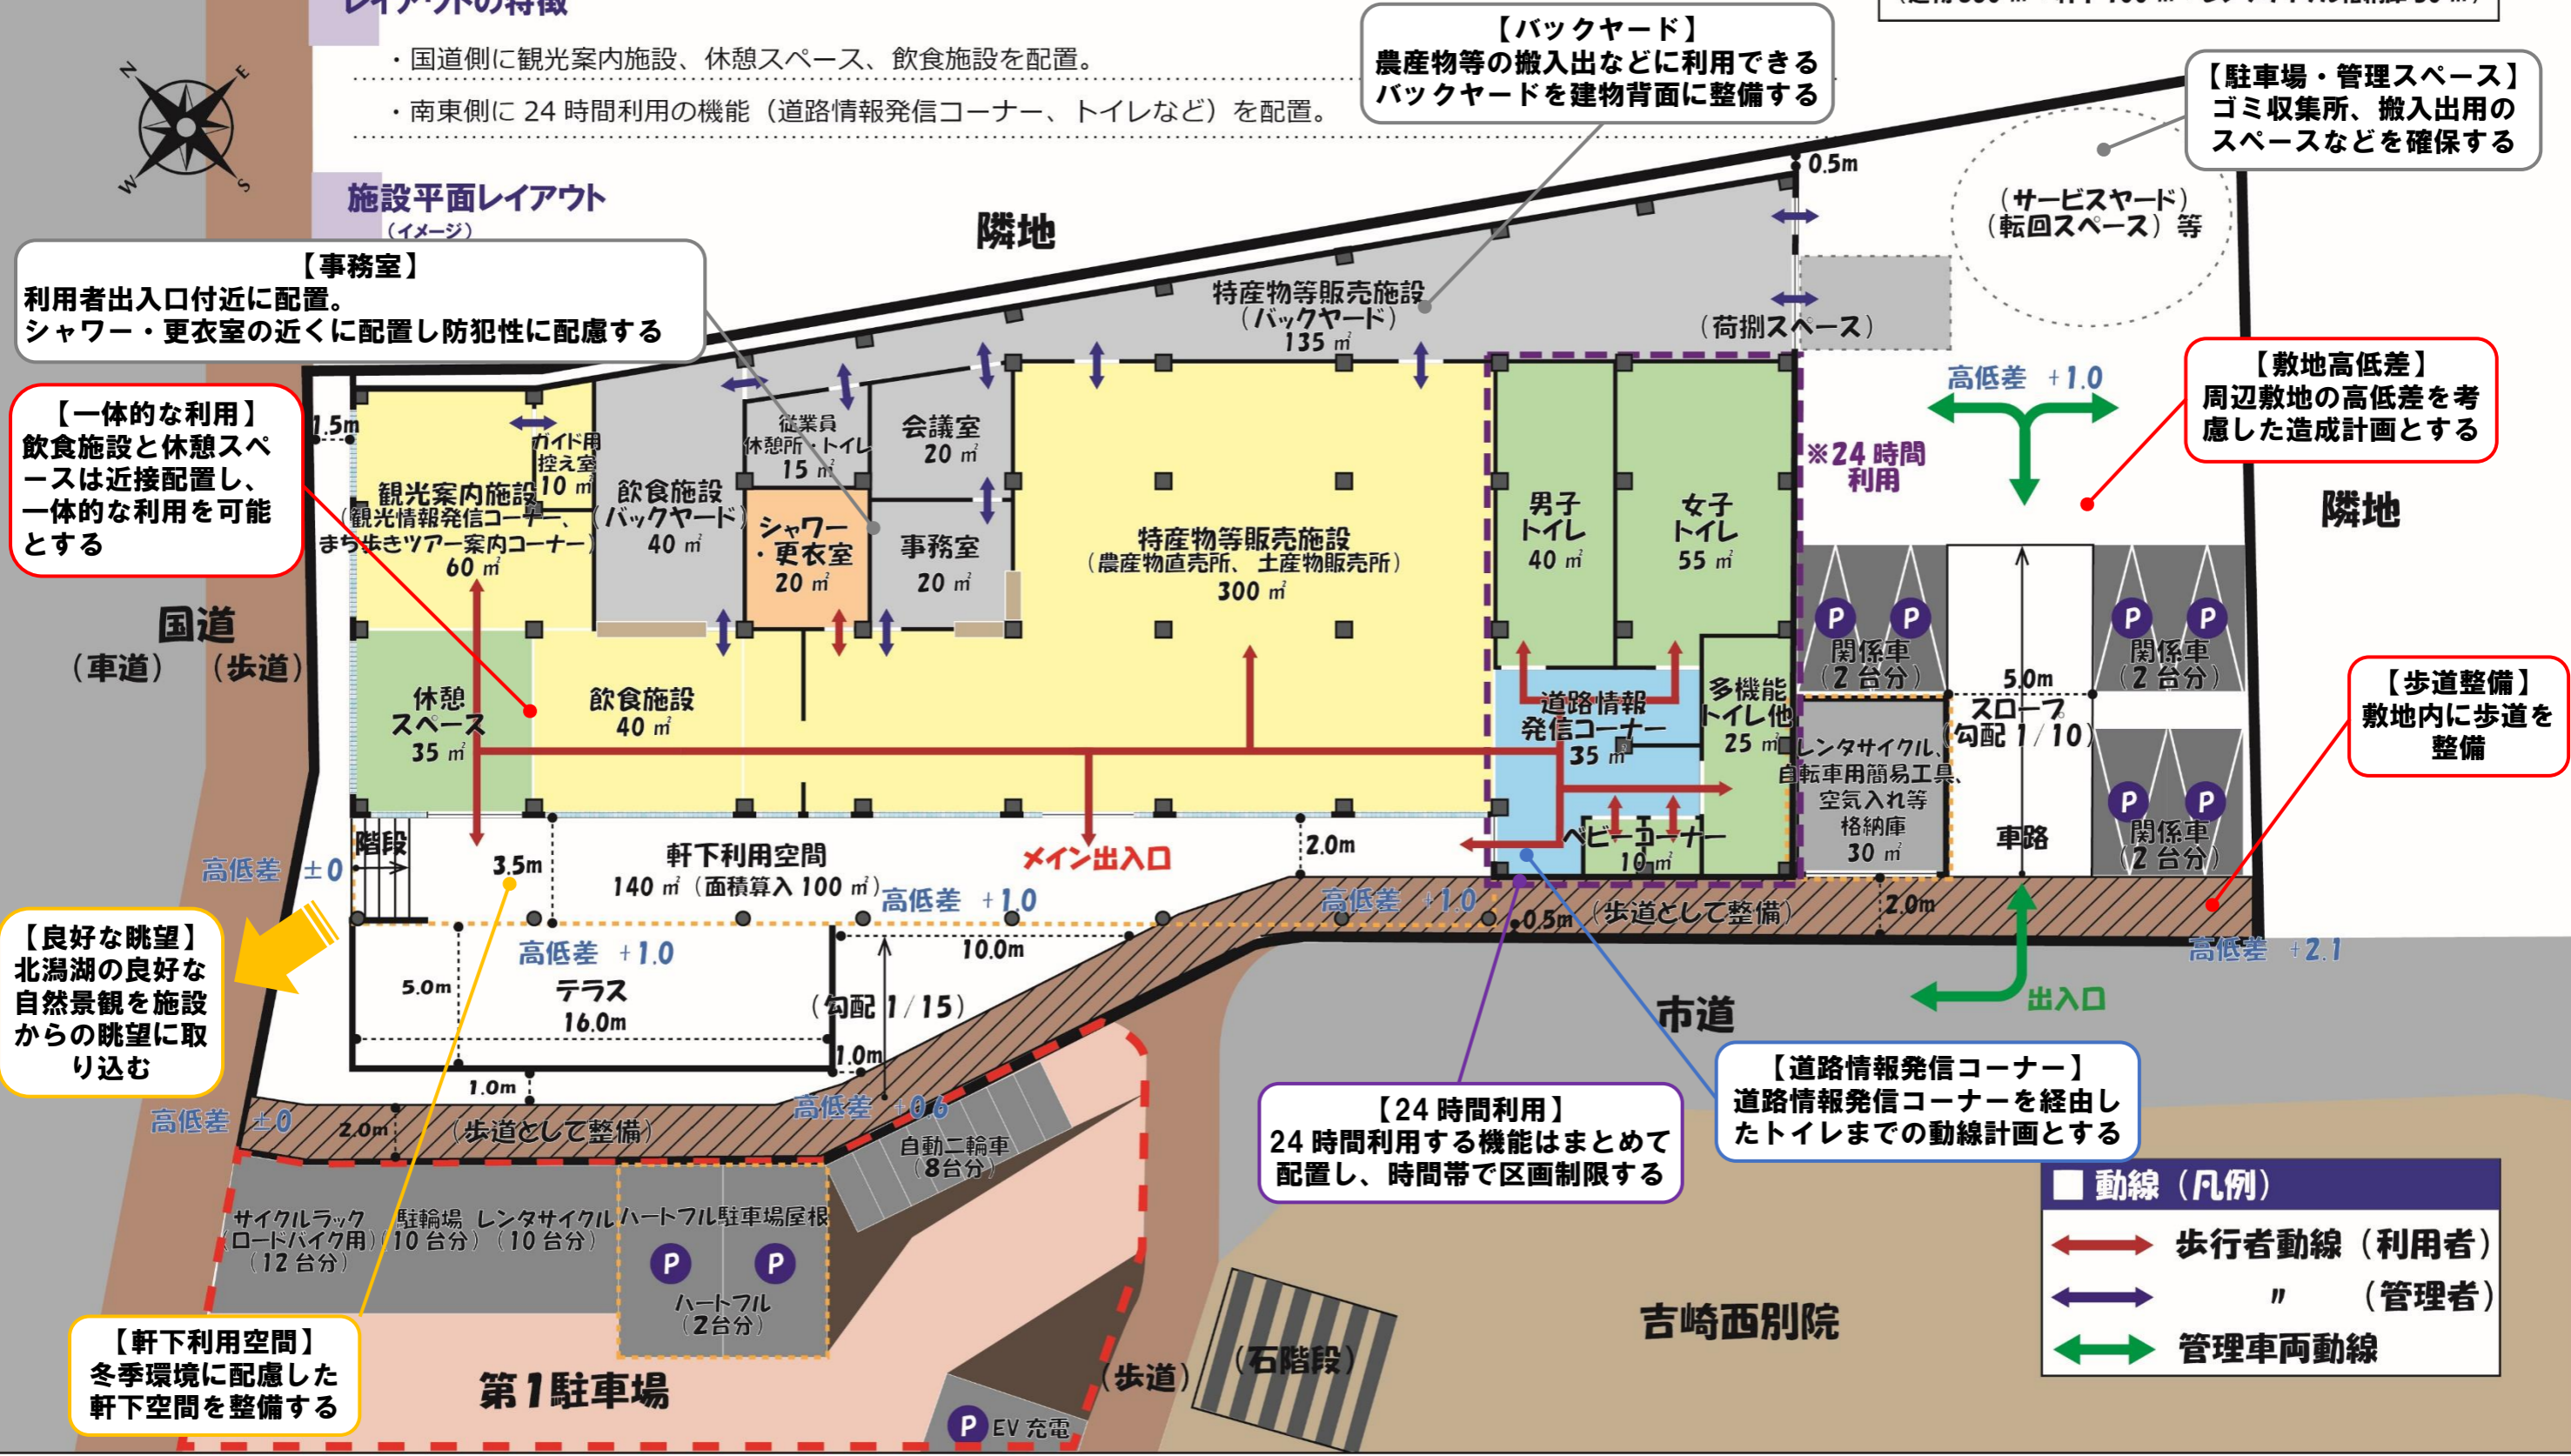 レイアウトの特徴
・国道側に観光案内施設、休憩スペース、飲食施設を配置。
・南東側に 24 時間利用の機能（道路情報発信コーナー、トイレなど）を配置。
N
E
W
S
施設平面レイアウト
（イメージ）
【バックヤード】
農産物等の搬入出などに利用できる
バックヤードを建物背面に整備する
【駐車場・管理スペース】
ゴミ収集所、搬入出用の
スペースなどを確保する
【事務室】
利用者出入口付近に配置。
シャワー・更衣室の近くに配置し防犯性に配慮する
隣地
0.5m
（サービスヤード）
（転回スペース）等
特産物等販売施設
（バックヤード）
135 ㎡
（荷捌スペース）
【一体的な利用】
飲食施設と休憩スペ
ースは近接配置し、
一体的な利用を可能
とする
【敷地高低差】
周辺敷地の高低差を考
慮した造成計画とする
高低差 +1.0
1.5m
観光案内施設
（観光情報発信コーナー、
まち歩きツアー案内コーナー）
60 ㎡
ガイド用
控え室
10 ㎡
飲食施設
（バックヤード）
40 ㎡
従業員
休憩所・トイレ
15 ㎡
シャワー
・更衣室
20 ㎡
会議室
20 ㎡
事務室
20 ㎡
特産物等販売施設
（農産物直売所、土産物販売所）
300 ㎡
男子
トイレ
40 ㎡
女子
トイレ
55 ㎡
※24 時間
利用
隣地
国道
（車道）
（歩道）
休憩
スペース
35 ㎡
飲食施設
40 ㎡
道路情報
発信コーナー
35 ㎡
多機能
トイレ他
25 ㎡
ベビーコーナー
10 ㎡
P
P
関係車
（2 台分）
P
P
関係車
（2 台分）
5.0m
スロープ
（勾配 1/10）
車路
レンタサイクル、
自転車用簡易工具、
空気入れ等
格納庫
30 ㎡
P
P
関係車
（2 台分）
【歩道整備】
敷地内に歩道を
整備
階段
高低差 ±0
3.5m
軒下利用空間
140 ㎡（面積算入 100 ㎡）
メイン出入口
2.0m
高低差 +1.0
高低差 +1.0
0.5m
（歩道として整備）
2.0m
高低差 +2.1
【良好な眺望】
北潟湖の良好な
自然景観を施設
からの眺望に取
り込む
高低差 +1.0
5.0m
テラス
16.0m
10.0m
（勾配 1/15）
1.0m
1.0m
市道
出入口
高低差 ±0
2.0m
（歩道として整備）
高低差 +0.6
自動二輪車
（8台分）
【24 時間利用】
24 時間利用する機能はまとめて
配置し、時間帯で区画制限する
【道路情報発信コーナー】
道路情報発信コーナーを経由し
たトイレまでの動線計画とする
サイクルラック
（ロードバイク用）
（12 台分）
駐輪場
（10 台分）
レンタサイクル
（10 台分）
ハートフル駐車場屋根
P
P
ハートフル
（2台分）
【軒下利用空間】
冬季環境に配慮した
軒下空間を整備する
第1駐車場
P EV 充電
（歩道）
（石階段）
吉崎西別院
■ 動線（凡例）
歩行者動線（利用者）
〃 （管理者）
管理車両動線